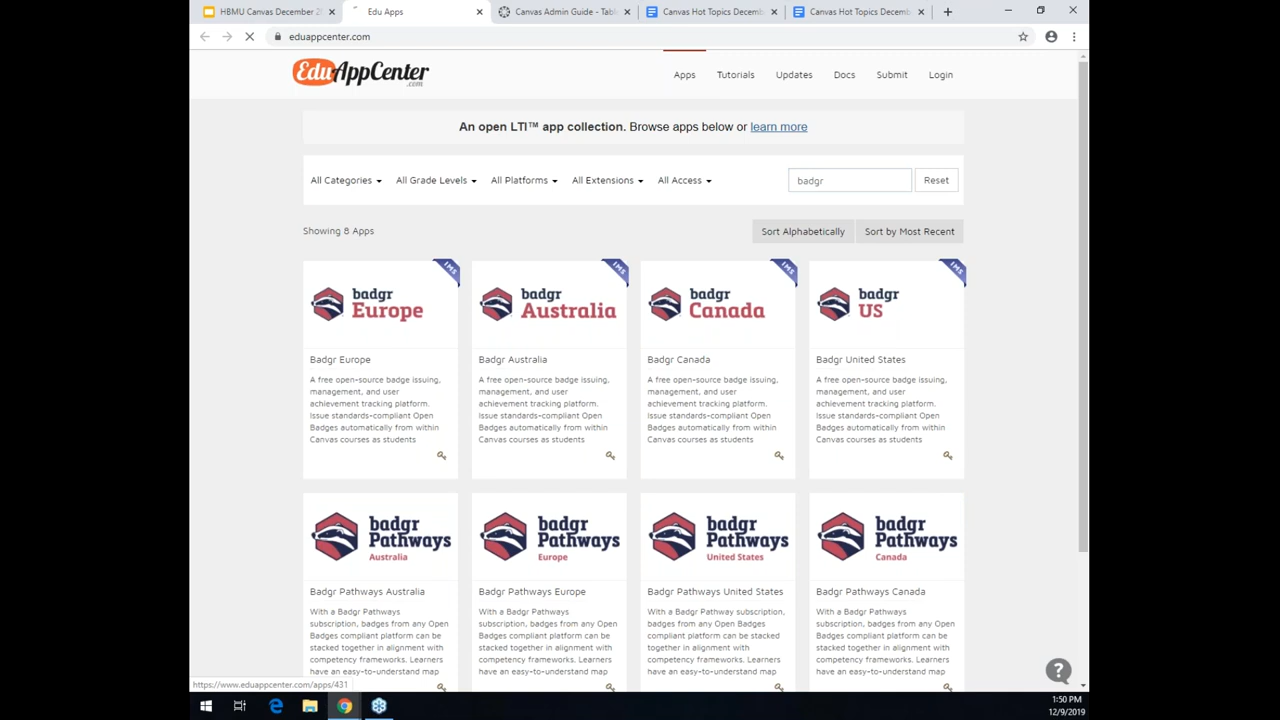 HBMU Canvas December 2
Edu Apps
Canvas Admin Guide - Tabl
Canvas Hot Topics Decemb
Canvas Hot Topics Decemb
eduappcenter.com
EduAppCenter
.com
Apps
Tutorials
Updates
Docs
Submit
Login
An open LTI™ app collection. Browse apps below or learn more
All Categories
All Grade Levels
All Platforms
All Extensions
All Access
badgr
Reset
Showing 8 Apps
Sort Alphabetically
Sort by Most Recent
IMS
badgr
Europe
Badgr Europe
A free open-source badge issuing,
management, and user
achievement tracking platform.
Issue standards-compliant Open
Badges automatically from within
Canvas courses as students
IMS
badgr
Australia
Badgr Australia
A free open-source badge issuing,
management, and user
achievement tracking platform.
Issue standards-compliant Open
Badges automatically from within
Canvas courses as students
IMS
badgr
Canada
Badgr Canada
A free open-source badge issuing,
management, and user
achievement tracking platform.
Issue standards-compliant Open
Badges automatically from within
Canvas courses as students
IMS
badgr
US
Badgr United States
A free open-source badge issuing,
management, and user
achievement tracking platform.
Issue standards-compliant Open
Badges automatically from within
Canvas courses as students
badgr
Pathways
Australia
Badgr Pathways Australia
With a Badgr Pathways
subscription, badges from any Open
Badges compliant platform can be
stacked together in alignment with
competency frameworks. Learners
have an easy-to-understand map
badgr
Pathways
Europe
Badgr Pathways Europe
With a Badgr Pathways
subscription, badges from any Open
Badges compliant platform can be
stacked together in alignment with
competency frameworks. Learners
have an easy-to-understand map
badgr
Pathways
United States
Badgr Pathways United States
With a Badgr Pathway subscription,
badges from any Open Badges
compliant platform can be stacked
together in alignment with
competency frameworks. Learners
have an easy-to-understand map
badgr
Pathways
Canada
Badgr Pathways Canada
With a Badgr Pathways
subscription, badges from any Open
Badges compliant platform can be
stacked together in alignment with
competency frameworks. Learners
have an easy-to-understand map
?
https://www.eduappcenter.com/apps/431
1:50 PM
12/9/2019